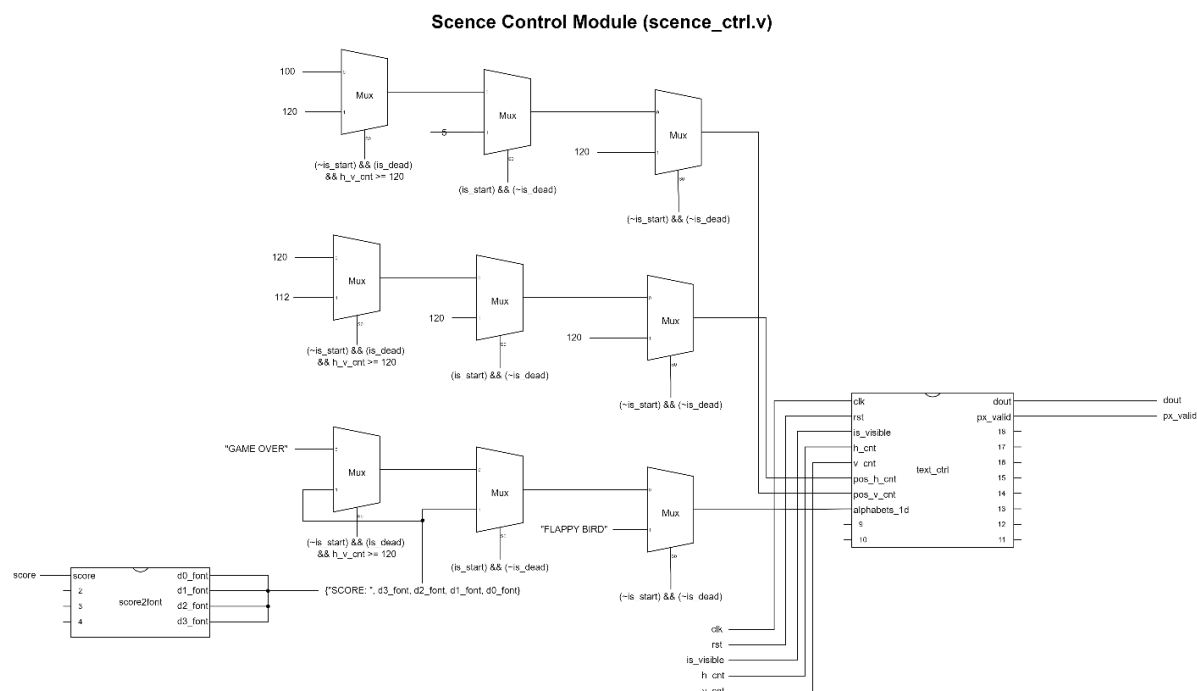 Scence Control Module (scence_ctrl.v)
100
Mux
120
(~is_start) && (is_dead)
&& h_v_cnt >= 120
Mux
5
(is_start) && (~is_dead)
Mux
120
(~is_start) && (~is_dead)
120
Mux
112
(~is_start) && (is_dead)
&& h_v_cnt >= 120
Mux
120
(is_start) && (~is_dead)
Mux
120
(~is_start) && (~is_dead)
"GAME OVER"
Mux
(~is_start) && (is_dead)
&& h_v_cnt >= 120
Mux
(is_start) && (~is_dead)
"FLAPPY BIRD"
Mux
(~is_start) && (~is_dead)
clk
rst
is_visible
h_cnt
v_cnt
pos_h_cnt
pos_v_cnt
alphabets_1d
9
10
text_ctrl
dout
px_valid
18
17
16
15
14
13
12
11
dout
px_valid
score
score
2
3
4
score2font
d0_font
d1_font
d2_font
d3_font
{"SCORE: ", d3_font, d2_font, d1_font, d0_font}
clk
rst
is_visible
h_cnt
v_cnt